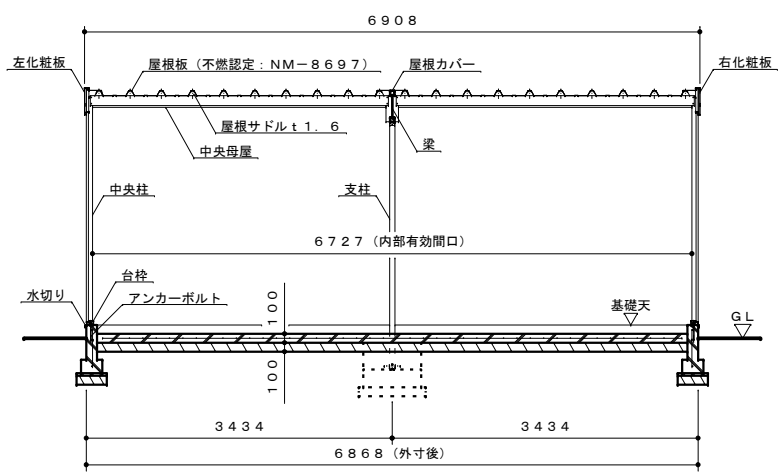 ６９０８
左化粧板
屋根板（不燃認定：ＮＭ－８６９７）
屋根カバー
右化粧板
屋根サドルｔ１．６
梁
中央母屋
中央柱
支柱
６７２７（内部有効間口）
台枠
水切り
アンカーボルト
１００
基礎天
ＧＬ
１００
３４３４
３４３４
６８６８（外寸後）